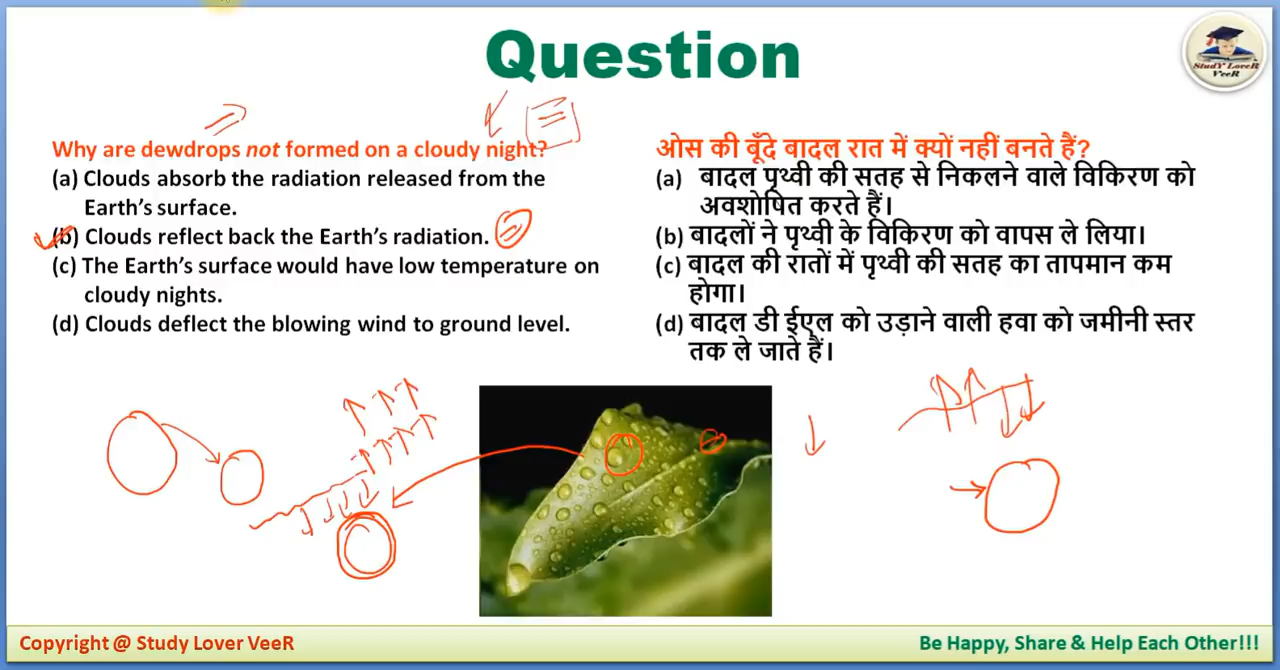 Question
StudY LoveR
VeeR
Why are dewdrops not formed on a cloudy night?
(a) Clouds absorb the radiation released from the
Earth's surface.
(b) Clouds reflect back the Earth's radiation.
(c) The Earth's surface would have low temperature on
cloudy nights.
(d) Clouds deflect the blowing wind to ground level.
ओस की बूँदे बादल रात में क्यों नहीं बनते हैं?
(a) बादल पृथ्वी की सतह से निकलने वाले विकिरण को
अवशोषित करते हैं।
(b) बादलों ने पृथ्वी के विकिरण को वापस ले लिया।
(c) बादल की रातों में पृथ्वी की सतह का तापमान कम
होगा।
(d) बादल डी ईएल को उड़ाने वाली हवा को जमीनी स्तर
तक ले जाते हैं।
Copyright @ Study Lover VeeR
Be Happy, Share & Help Each Other!!!